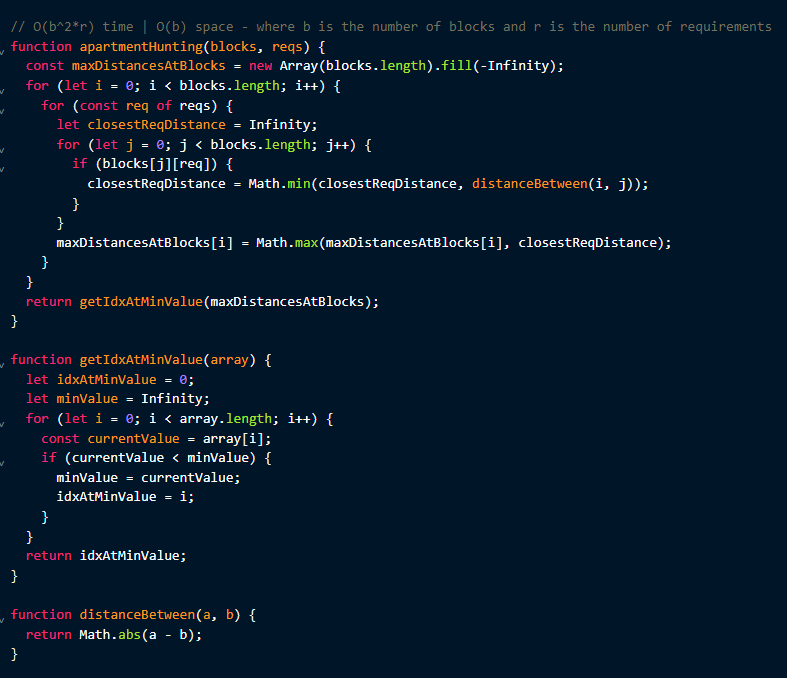 // O(b^2*r) time | O(b) space - where b is the number of blocks and r is the number of requirements
function apartmentHunting(blocks, reqs) {
  const maxDistancesAtBlocks = new Array(blocks.length).fill(-Infinity);
  for (let i = 0; i < blocks.length; i++) {
    for (const req of reqs) {
      let closestReqDistance = Infinity;
      for (let j = 0; j < blocks.length; j++) {
        if (blocks[j][req]) {
          closestReqDistance = Math.min(closestReqDistance, distanceBetween(i, j));
        }
      }
      maxDistancesAtBlocks[i] = Math.max(maxDistancesAtBlocks[i], closestReqDistance);
    }
  }
  return getIdxAtMinValue(maxDistancesAtBlocks);
}

function getIdxAtMinValue(array) {
  let idxAtMinValue = 0;
  let minValue = Infinity;
  for (let i = 0; i < array.length; i++) {
    const currentValue = array[i];
    if (currentValue < minValue) {
      minValue = currentValue;
      idxAtMinValue = i;
    }
  }
  return idxAtMinValue;
}

function distanceBetween(a, b) {
  return Math.abs(a - b);
}